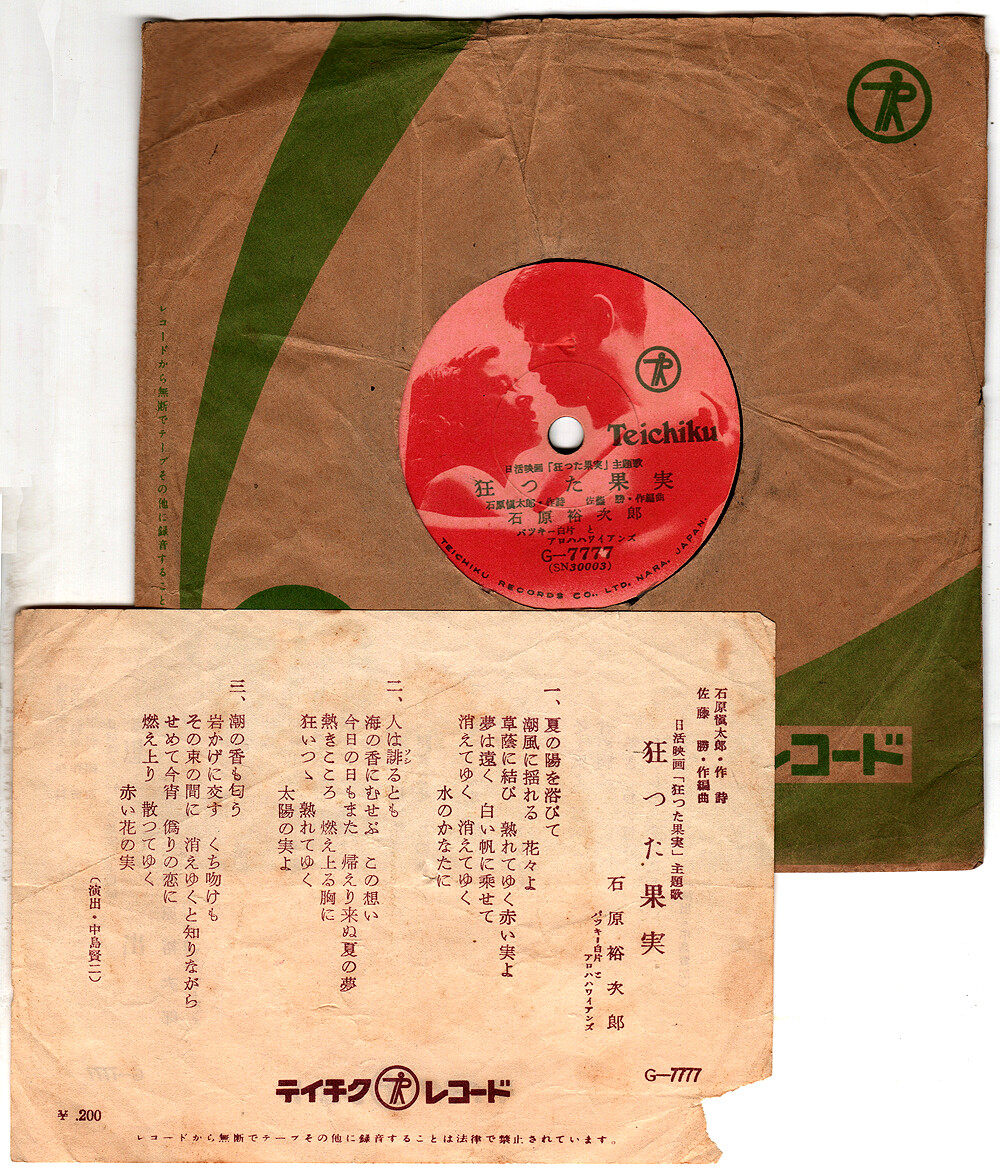 レコードから無断でテープその他に録音すること
Teichiku
日活映画「狂った果実」主題歌
狂った果実
石原慎太郎・作詩 佐藤 勝・作編曲
石原裕次郎
バツキー白片と
アロハハワイアンズ
G—7777
(SN30003)
TEICHIKU RECORDS CO., LTD. NARA, JAPAN.
レコード
石原慎太郎・作 詩
佐藤 勝・作編曲
日活映画「狂った果実」主題歌
狂った果実
石原裕次郎
バツキー白片と
アロハハワイアンズ
一、夏の陽を浴びて
潮風に揺れる 花々よ
草蔭に結び 熟れてゆく赤い実よ
夢は遠く 白い帆に乗せて
消えてゆく 消えてゆく
水のかなたに
二、人は誹るとも
ソシ
海の香にむせぶ この想い
今日の日もまた 帰えり来ぬ夏の夢
熱きこころ 燃え上る胸に
狂いつゝ 熟れてゆく
太陽の実よ
三、潮の香も匂う
岩かげに交す くち吻けも
その束の間に 消えゆくと知りながら
せめて今宵 偽りの恋に
燃え上り 散つてゆく
赤い花の実
(演出・中島賢二)
G—7777
テイチクレコード
¥.200
レコードから無断でテープその他に録音することは法律で禁止されています。